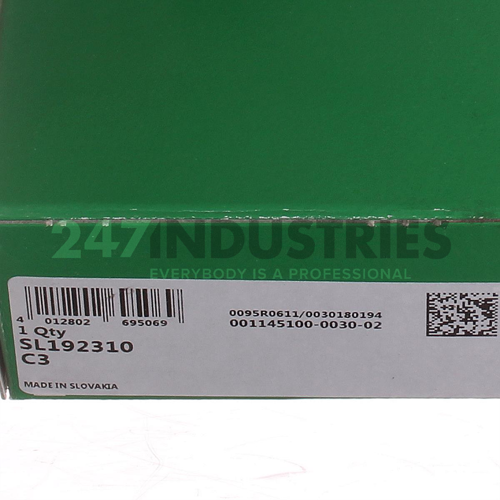 247INDUSTRIES
EVERYBODY IS A PROFESSIONAL
4 012802 695069
0095R0611/0030180194
001145100-0030-02
1 Qty
SL192310
C3
MADE IN SLOVAKIA